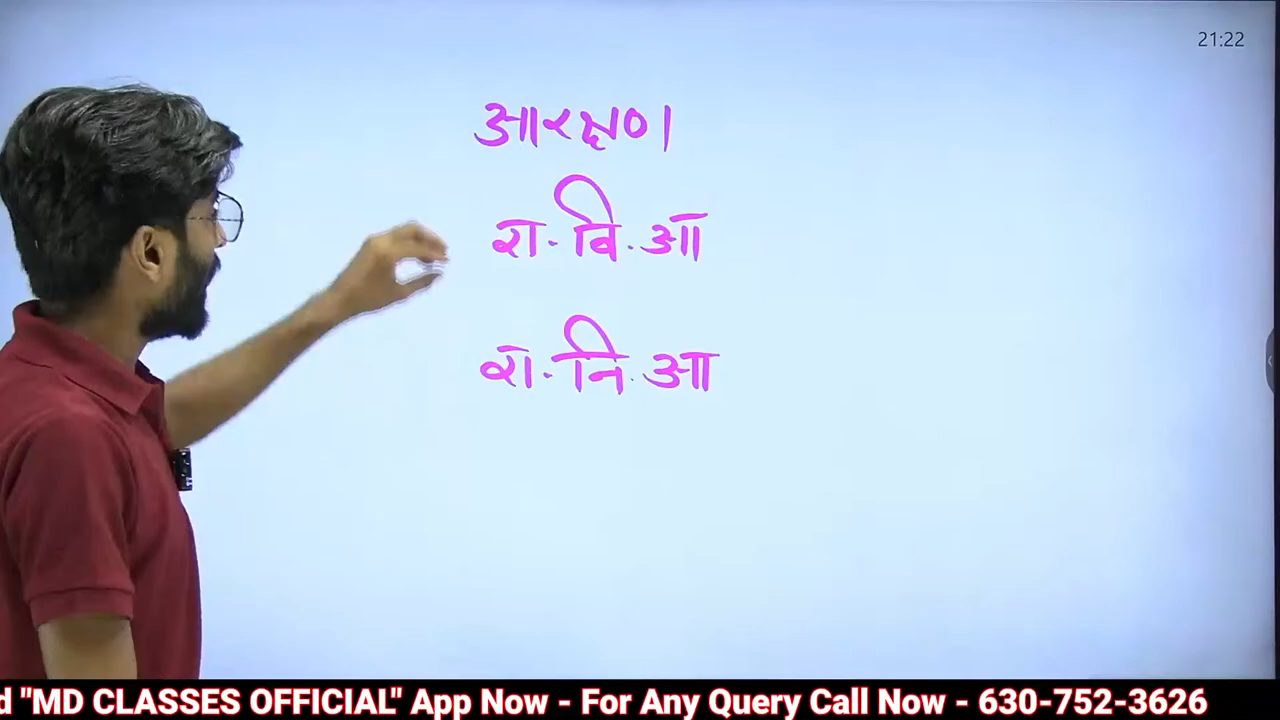 21:22
आरक्षण
रा. वि. आ
रा. नि. आ
d "MD CLASSES OFFICIAL" App Now - For Any Query Call Now - 630-752-3626